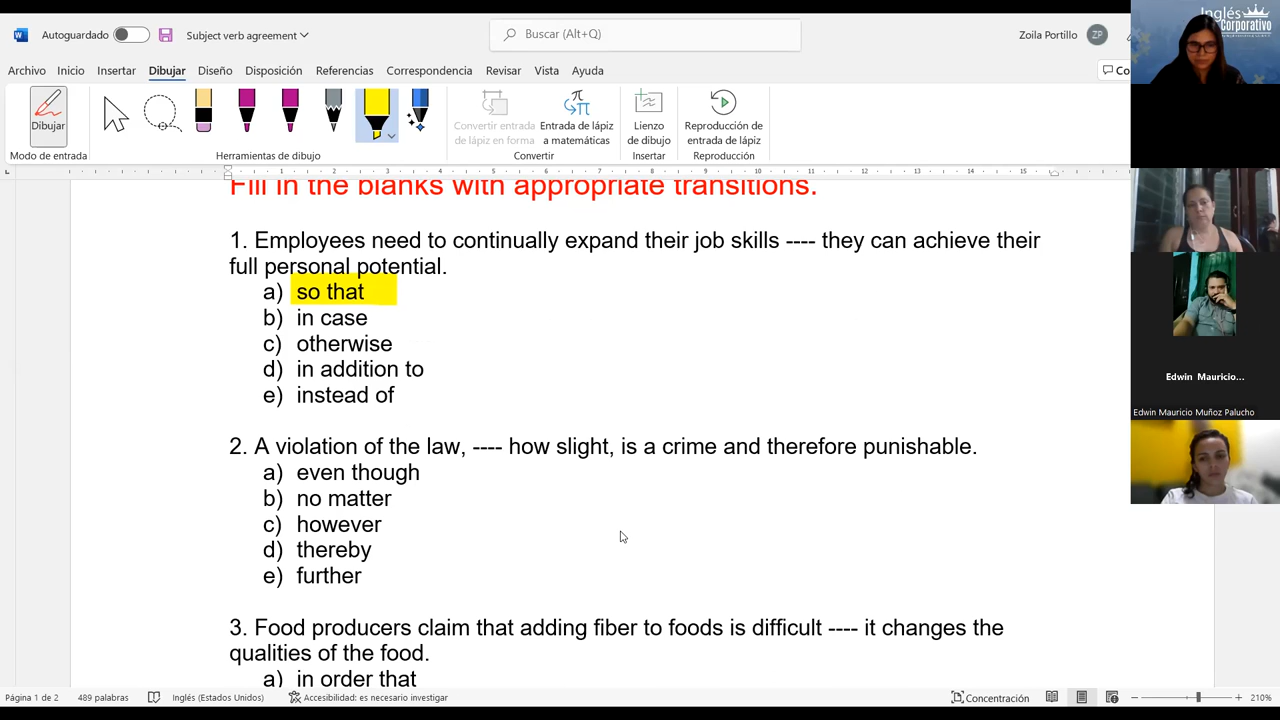 Autoguardado
Subject verb agreement
Buscar (Alt+Q)
Zoila Portillo
ZP
Inglés
Corporativo
Archivo Inicio Insertar Dibujar Diseño Disposición Referencias Correspondencia Revisar Vista Ayuda
Co
Dibujar
Convertir entrada
de lápiz en forma
Entrada de lápiz
a matemáticas
Lienzo
de dibujo
Reproducción de
entrada de lápiz
Modo de entrada
Herramientas de dibujo
Convertir
Insertar
Reproducción
Fill in the blanks with appropriate transitions.
1. Employees need to continually expand their job skills ---- they can achieve their
full personal potential.
a) so that
b) in case
c) otherwise
d) in addition to
e) instead of
2. A violation of the law, ---- how slight, is a crime and therefore punishable.
a) even though
b) no matter
c) however
d) thereby
e) further
3. Food producers claim that adding fiber to foods is difficult ---- it changes the
qualities of the food.
a) in order that
Edwin Mauricio...
Edwin Mauricio Muñoz Palucho
Página 1 de 2
489 palabras
Inglés (Estados Unidos)
Accesibilidad: es necesario investigar
Concentración
210%